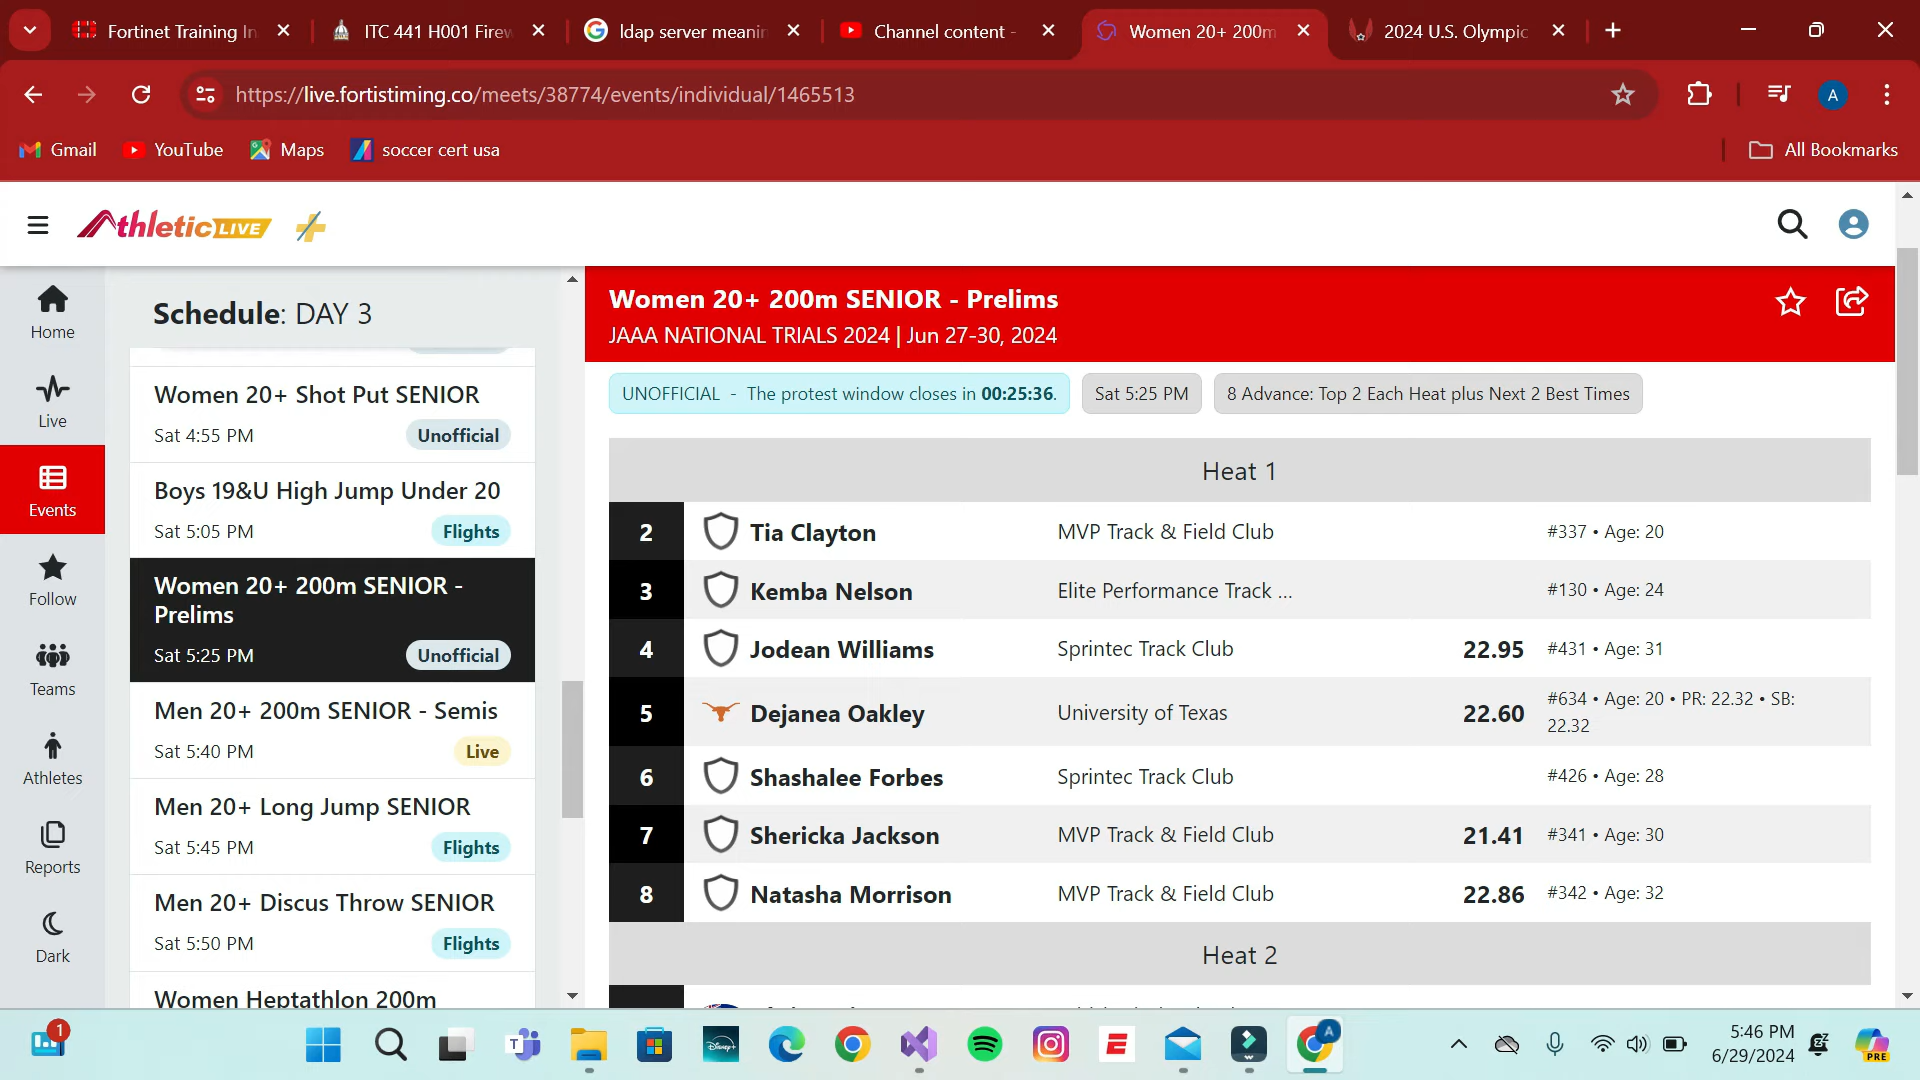 Fortinet Training In
ITC 441 H001 Firew
ldap server meanin
Channel content -
Women 20+ 200m
2024 U.S. Olympic
https://live.fortistiming.co/meets/38774/events/individual/1465513
A
Gmail
YouTube
Maps
soccer cert usa
All Bookmarks
AthleticLIVE
Home
Live
Events
Follow
Teams
Athletes
Reports
Dark
Schedule: DAY 3
Women 20+ Shot Put SENIOR
Sat 4:55 PM Unofficial
Boys 19&U High Jump Under 20
Sat 5:05 PM Flights
Women 20+ 200m SENIOR -
Prelims
Sat 5:25 PM Unofficial
Men 20+ 200m SENIOR - Semis
Sat 5:40 PM Live
Men 20+ Long Jump SENIOR
Sat 5:45 PM Flights
Men 20+ Discus Throw SENIOR
Sat 5:50 PM Flights
Women Heptathlon 200m
Women 20+ 200m SENIOR - Prelims
JAAA NATIONAL TRIALS 2024 | Jun 27-30, 2024
UNOFFICIAL - The protest window closes in 00:25:36.
Sat 5:25 PM
8 Advance: Top 2 Each Heat plus Next 2 Best Times
Heat 1
2 Tia Clayton MVP Track & Field Club #337 • Age: 20
3 Kemba Nelson Elite Performance Track ... #130 • Age: 24
4 Jodean Williams Sprintec Track Club 22.95 #431 • Age: 31
5 Dejanea Oakley University of Texas 22.60 #634 • Age: 20 • PR: 22.32 • SB:
22.32
6 Shashalee Forbes Sprintec Track Club #426 • Age: 28
7 Shericka Jackson MVP Track & Field Club 21.41 #341 • Age: 30
8 Natasha Morrison MVP Track & Field Club 22.86 #342 • Age: 32
Heat 2
1
T
Disney+
E
A
5:46 PM
6/29/2024
PRE